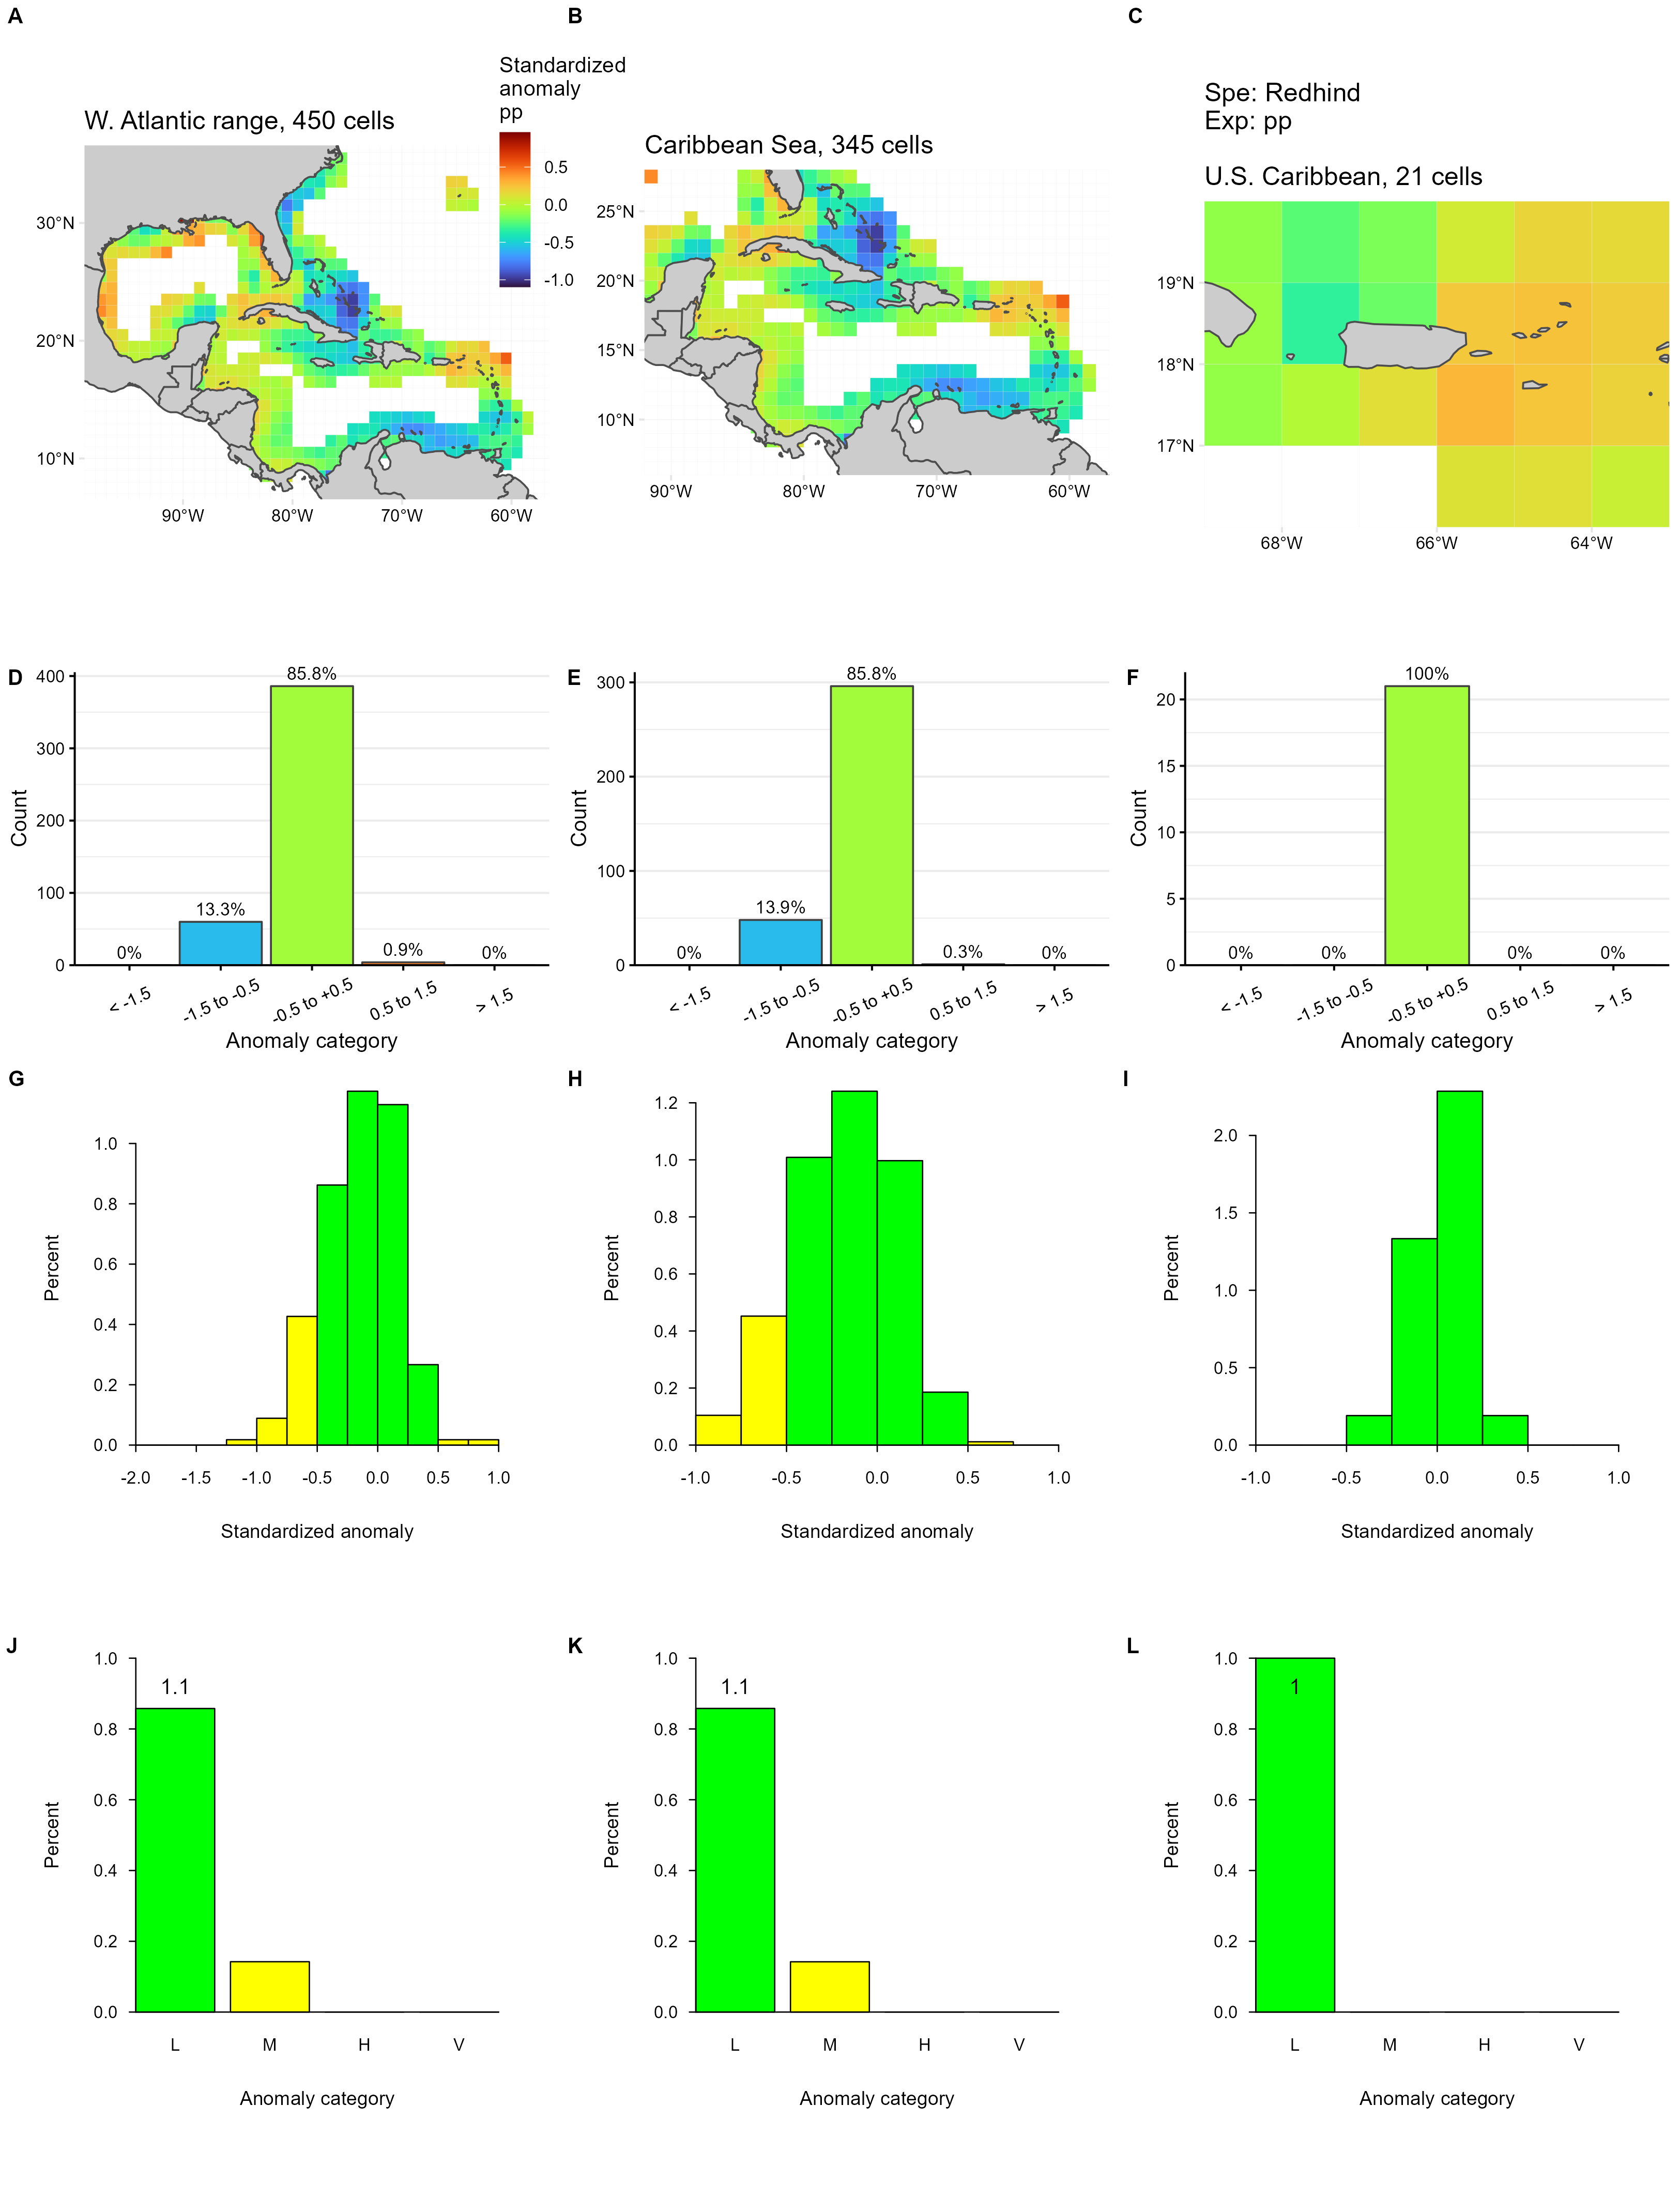 A
B
C
Standardized
anomaly
pp
0.5
0.0
-0.5
-1.0
W. Atlantic range, 450 cells
30°N
20°N
10°N
90°W
80°W
70°W
60°W
Caribbean Sea, 345 cells
25°N
20°N
15°N
10°N
90°W
80°W
70°W
60°W
Spe: Redhind
Exp: pp
U.S. Caribbean, 21 cells
19°N
18°N
17°N
68°W
66°W
64°W
D
Count
400
300
200
100
0
0%
13.3%
85.8%
0.9%
0%
< -1.5
-1.5 to -0.5
-0.5 to +0.5
0.5 to 1.5
> 1.5
Anomaly category
E
Count
300
200
100
0
0%
13.9%
85.8%
0.3%
0%
< -1.5
-1.5 to -0.5
-0.5 to +0.5
0.5 to 1.5
> 1.5
Anomaly category
F
Count
20
15
10
5
0
0%
0%
100%
0%
0%
< -1.5
-1.5 to -0.5
-0.5 to +0.5
0.5 to 1.5
> 1.5
Anomaly category
G
Percent
1.0
0.8
0.6
0.4
0.2
0.0
-2.0
-1.5
-1.0
-0.5
0.0
0.5
1.0
Standardized anomaly
H
Percent
1.2
1.0
0.8
0.6
0.4
0.2
0.0
-1.0
-0.5
0.0
0.5
1.0
Standardized anomaly
I
Percent
2.0
1.5
1.0
0.5
0.0
-1.0
-0.5
0.0
0.5
1.0
Standardized anomaly
J
Percent
1.0
0.8
0.6
0.4
0.2
0.0
1.1
L
M
H
V
Anomaly category
K
Percent
1.0
0.8
0.6
0.4
0.2
0.0
1.1
L
M
H
V
Anomaly category
L
Percent
1.0
0.8
0.6
0.4
0.2
0.0
1
L
M
H
V
Anomaly category